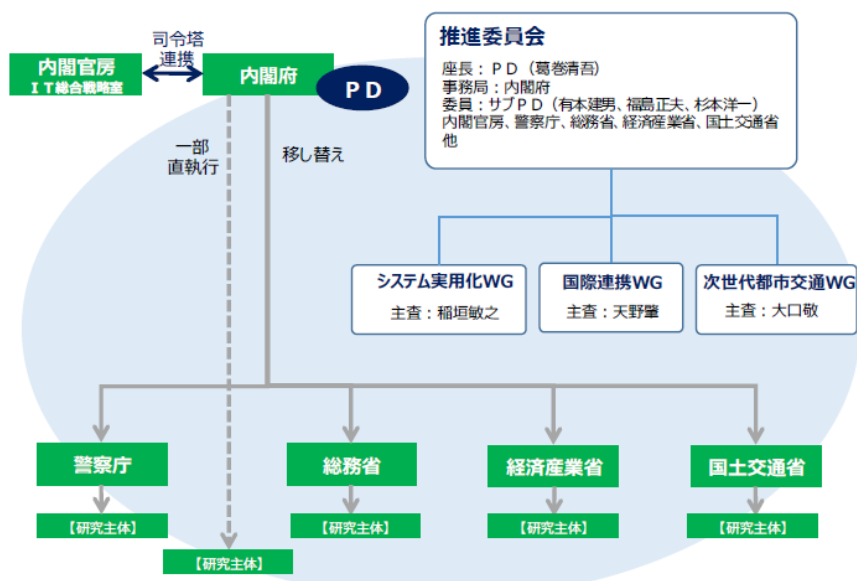 司令塔
連携
内閣官房
IT総合戦略室
内閣府
PD
一部
直執行
移し替え
推進委員会
座長：PD（葛巻清吾）
事務局：内閣府
委員：サブPD（有本建男、福島正夫、杉本洋一）
内閣官房、警察庁、総務省、経済産業省、国土交通省
他
システム実用化WG
主査：稲垣敏之
国際連携WG
主査：天野肇
次世代都市交通WG
主査：大口敬
警察庁
総務省
経済産業省
国土交通省
【研究主体】
【研究主体】
【研究主体】
【研究主体】
【研究主体】